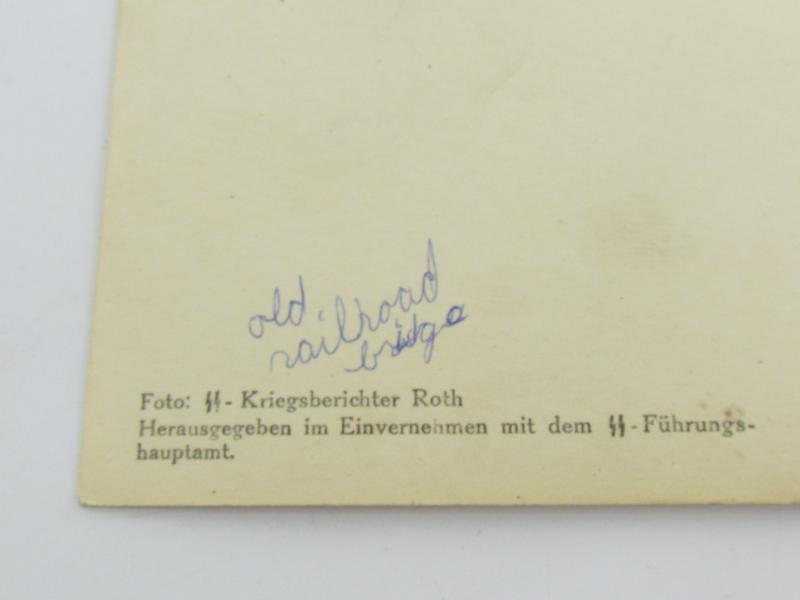 old
railroad
bridge
Foto: ᛋᛋ-Kriegsberichter Roth
Herausgegeben im Einvernehmen mit dem ᛋᛋ-Führungs-
hauptamt.